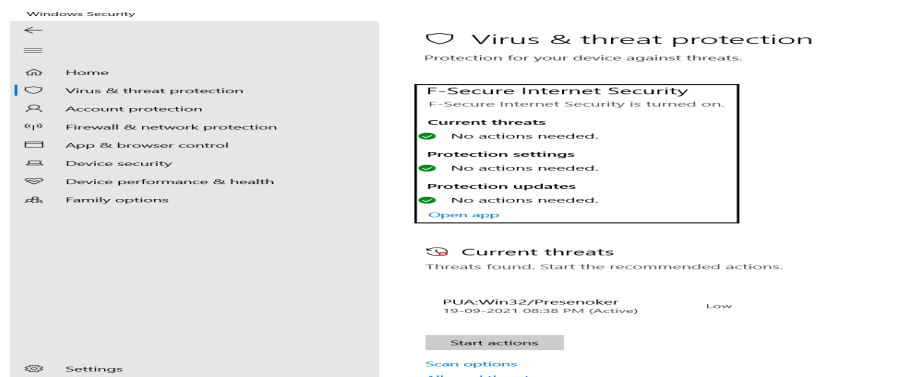 Windows Security
Home
Virus & threat protection
Account protection
Firewall & network protection
App & browser control
Device security
Device performance & health
Family options
Settings
Virus & threat protection
Protection for your device against threats.
F-Secure Internet Security
F-Secure Internet Security is turned on.
Current threats
No actions needed.
Protection settings
No actions needed.
Protection updates
No actions needed.
Open app
Current threats
Threats found. Start the recommended actions.
PUA:Win32/Presenoker
19-09-2021 08:38 PM (Active)
Low
Start actions
Scan options